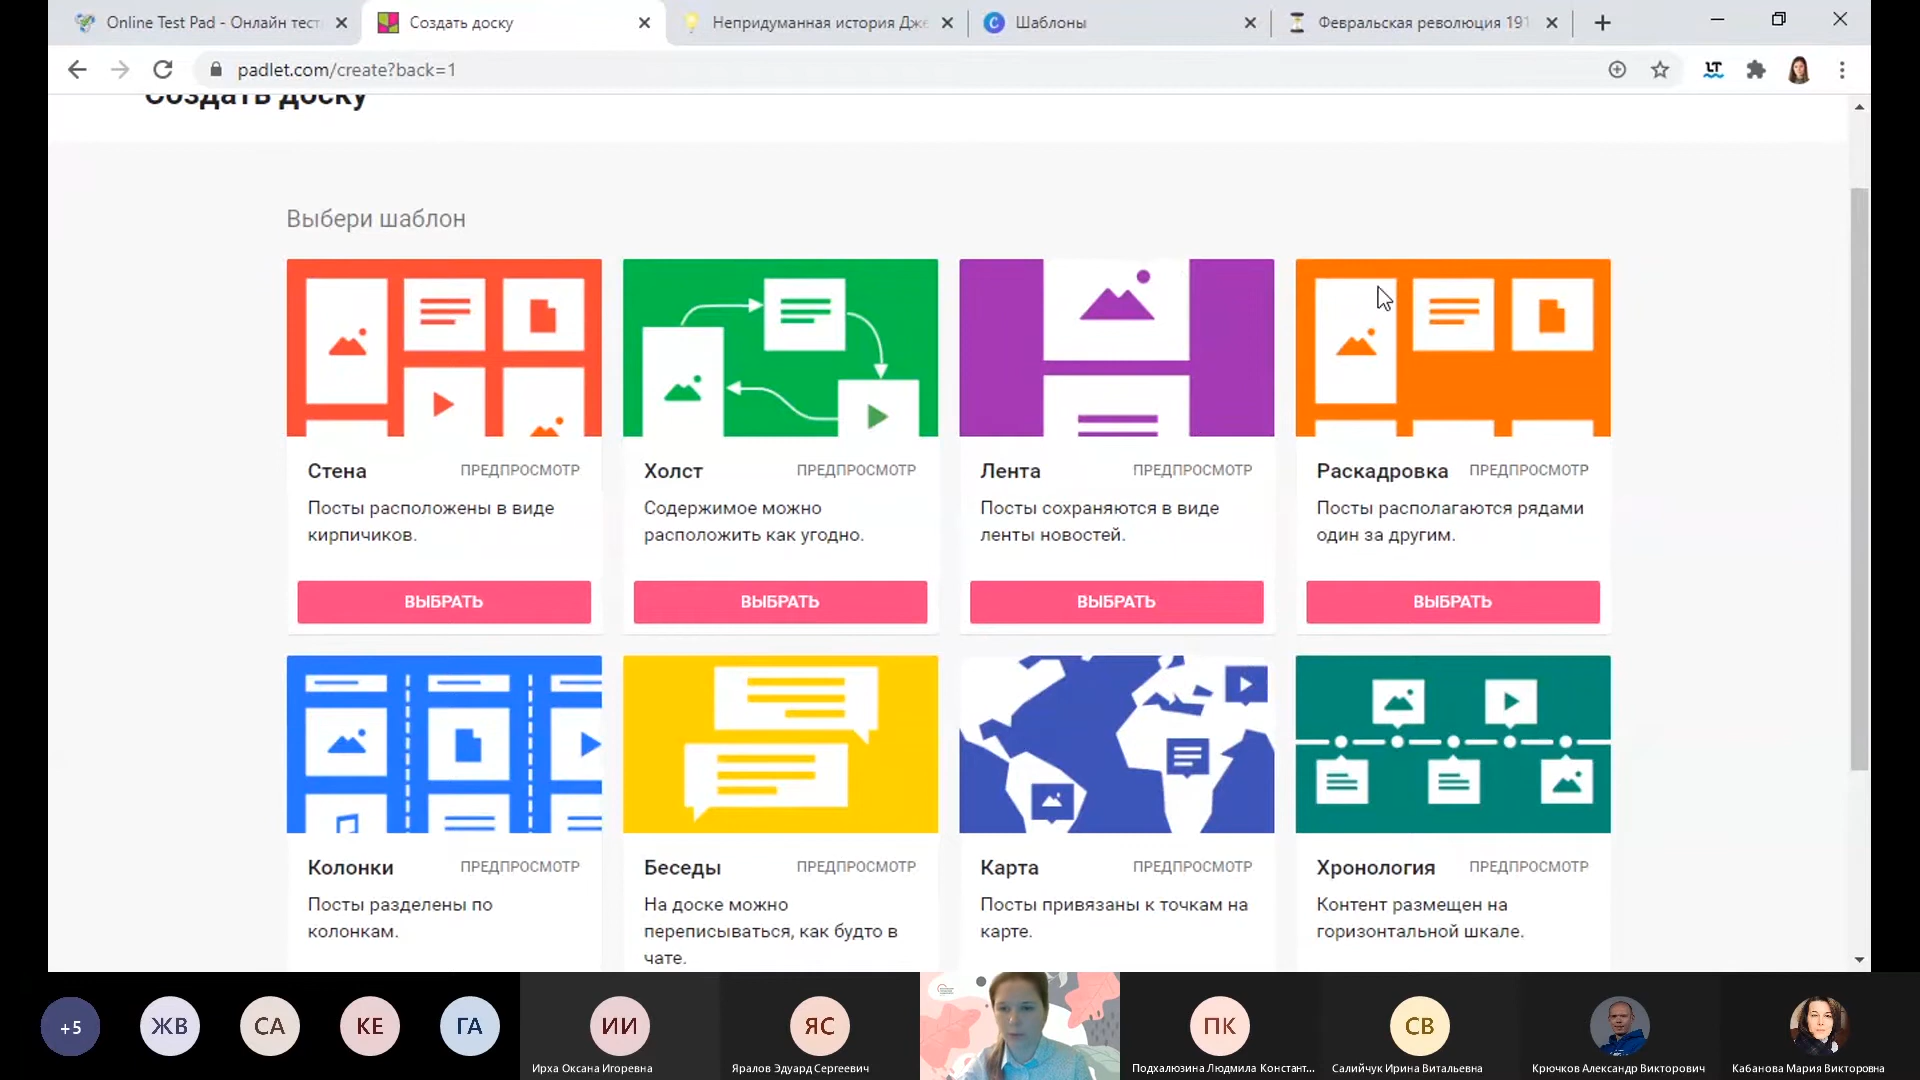 Online Test Pad - Онлайн тест
Создать доску
Непридуманная история Дже
Шаблоны
Февральская революция 191
padlet.com/create?back=1
Создать доску
Выбери шаблон
Стена ПРЕДПРОСМОТР
Посты расположены в виде
кирпичиков.
ВЫБРАТЬ
Холст ПРЕДПРОСМОТР
Содержимое можно
расположить как угодно.
ВЫБРАТЬ
Лента ПРЕДПРОСМОТР
Посты сохраняются в виде
ленты новостей.
ВЫБРАТЬ
Раскадровка ПРЕДПРОСМОТР
Посты располагаются рядами
один за другим.
ВЫБРАТЬ
Колонки ПРЕДПРОСМОТР
Посты разделены по
колонкам.
Беседы ПРЕДПРОСМОТР
На доске можно
переписываться, как будто в
чате.
Карта ПРЕДПРОСМОТР
Посты привязаны к точкам на
карте.
Хронология ПРЕДПРОСМОТР
Контент размещен на
горизонтальной шкале.
+5
ЖВ
СА
КЕ
ГА
ИИ
Ирха Оксана Игоревна
ЯС
Яралов Эдуард Сергеевич
ПК
Подхалюзина Людмила Констант...
СВ
Салийчук Ирина Витальевна
Крючков Александр Викторович
Кабанова Мария Викторовна